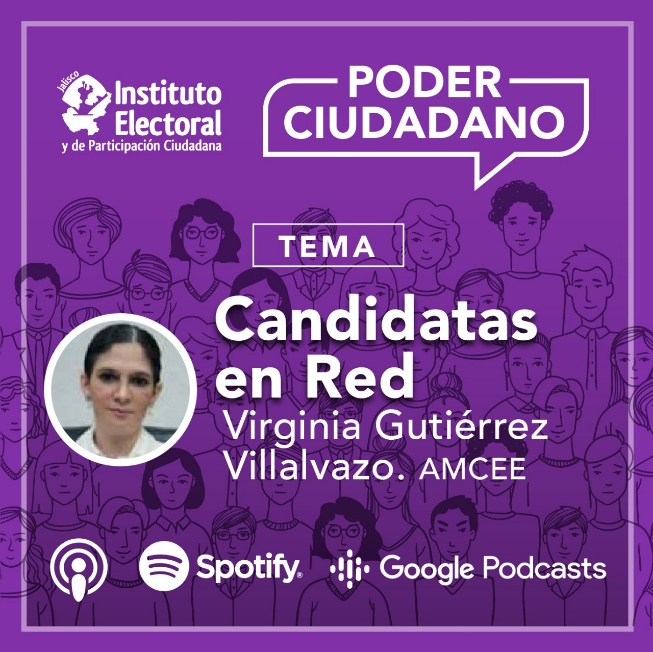 Jalisco
Instituto
Electoral
y de Participación Ciudadana
PODER
CIUDADANO
TEMA
Candidatas
en Red
Virginia Gutiérrez
Villalvazo. AMCEE
Spotify®
Google Podcasts